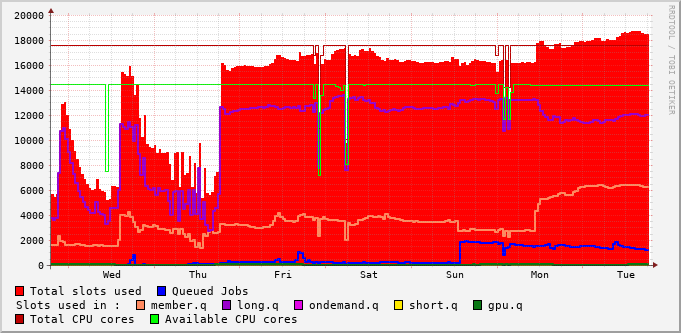 20000
18000
16000
14000
12000
10000
8000
6000
4000
2000
0
Wed Thu Fri Sat Sun Mon Tue
RRDTOOL / TOBI OETIKER
Total slots used Queued Jobs
Slots used in : member.q long.q ondemand.q short.q gpu.q
Total CPU cores Available CPU cores